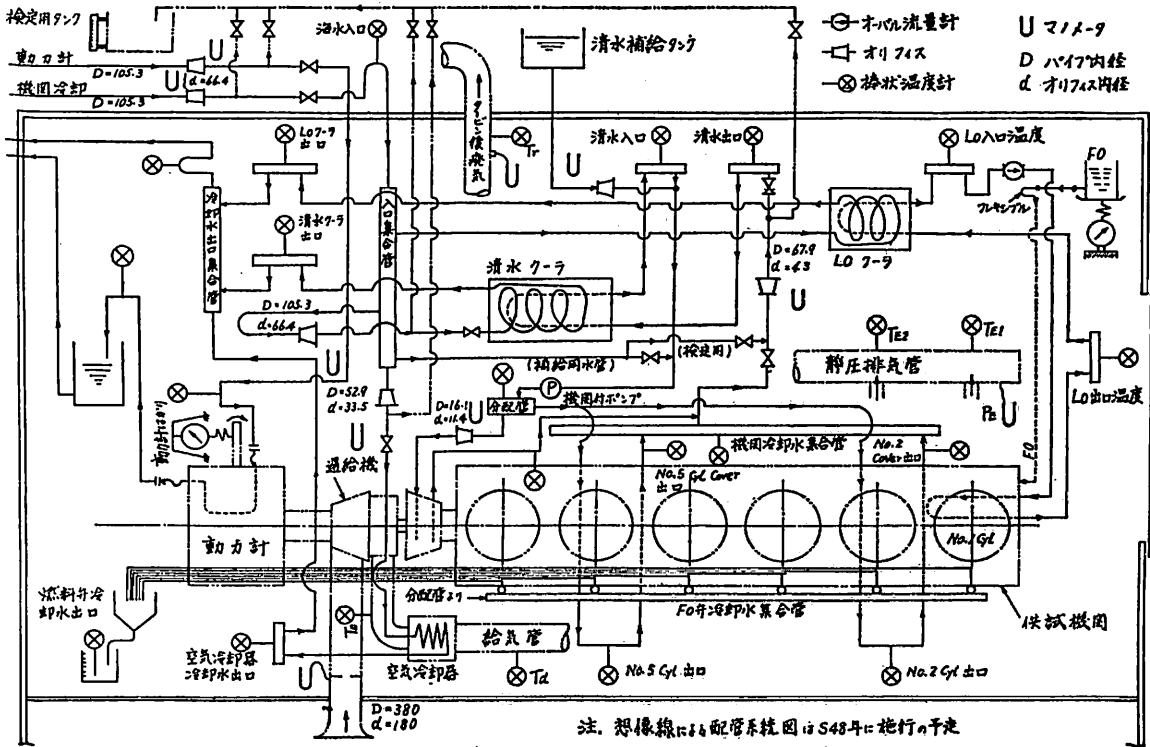 検定用タンク
海水入口
清水補給タンク
オーバル流量計
オリフィス
棒状温度計
マノメータ
D パイプ内径
d オリフィス内径
動力計
D=105.3
d=66.4
機関冷却
D=105.3
LOクーラ
出口
タービン後廃気
Tr
清水入口
清水出口
LO入口温度
FO
フレキシブル
冷却水出口集合管
入口集合管
清水クーラ
出口
清水クーラ
LOクーラ
D=67.9
d=43
D=105.3
d=66.4
(補給用水管)
(検定用)
TE2
TE1
静圧排気管
PE
LO出口温度
D=52.9
d=33.5
D=16.1
d=11.4
分配管
P
機関付ポンプ
機関冷却水集合管
No.2
Cover出口
FO
動力計はかり
過給機
No.5 Cyl Cover
出口
動力計
No.1 Cyl
燃料弁冷
却水出口
分配管より
FO弁冷却水集合管
供試機関
空気冷却器
冷却水出口
空気冷却器
給気管
Td
No.5 Cyl出口
No.2 Cyl出口
D=380
d=180
注. 想像線による配管系統図はS48年に施行の予定